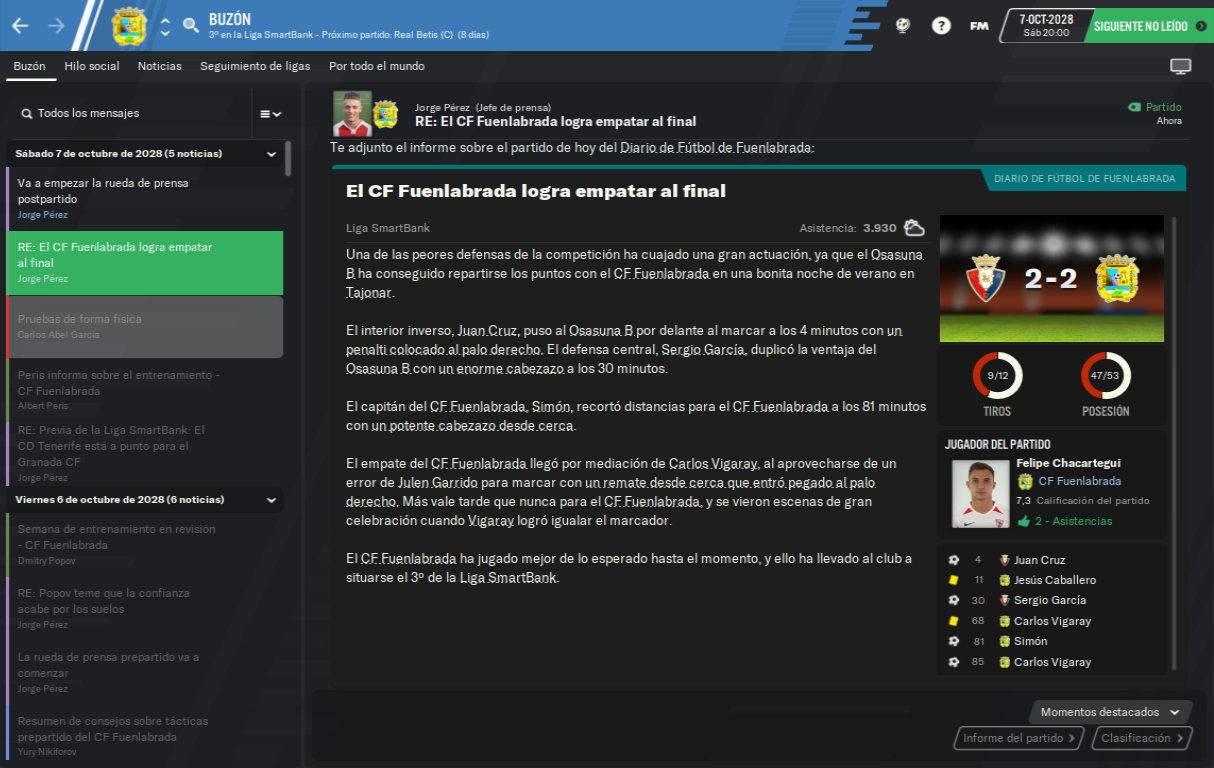 BUZÓN
3º en la Liga SmartBank - Próximo partido: Real Betis (C) (8 días)
FM
7-OCT-2028
Sáb 20:00
SIGUIENTE NO LEÍDO
Buzón
Hilo social
Noticias
Seguimiento de ligas
Por todo el mundo
Todos los mensajes
Sábado 7 de octubre de 2028 (5 noticias)
Va a empezar la rueda de prensa
postpartido
Jorge Pérez
RE: El CF Fuenlabrada logra empatar
al final
Jorge Pérez
Pruebas de forma física
Carlos Abel García
Peris informa sobre el entrenamiento -
CF Fuenlabrada
Albert Peris
RE: Previa de la Liga SmartBank: El
CD Tenerife está a punto para el
Granada CF
Jorge Pérez
Viernes 6 de octubre de 2028 (6 noticias)
Semana de entrenamiento en revisión
- CF Fuenlabrada
Dmitry Popov
RE: Popov teme que la confianza
acabe por los suelos
Jorge Pérez
La rueda de prensa prepartido va a
comenzar
Jorge Pérez
Resumen de consejos sobre tácticas
prepartido del CF Fuenlabrada
Yury Nikiforov
Jorge Pérez (Jefe de prensa)
RE: El CF Fuenlabrada logra empatar al final
Partido
Ahora
Te adjunto el informe sobre el partido de hoy del Diario de Fútbol de Fuenlabrada:
DIARIO DE FÚTBOL DE FUENLABRADA
El CF Fuenlabrada logra empatar al final
Liga SmartBank
Asistencia: 3.930
Una de las peores defensas de la competición ha cuajado una gran actuación, ya que el Osasuna
B ha conseguido repartirse los puntos con el CF Fuenlabrada en una bonita noche de verano en
Tajonar.
El interior inverso, Juan Cruz, puso al Osasuna B por delante al marcar a los 4 minutos con un
penalti colocado al palo derecho. El defensa central, Sergio García, duplicó la ventaja del
Osasuna B con un enorme cabezazo a los 30 minutos.
El capitán del CF Fuenlabrada, Simón, recortó distancias para el CF Fuenlabrada a los 81 minutos
con un potente cabezazo desde cerca.
El empate del CF Fuenlabrada llegó por mediación de Carlos Vigaray, al aprovecharse de un
error de Julen Garrido para marcar con un remate desde cerca que entró pegado al palo
derecho. Más vale tarde que nunca para el CF Fuenlabrada, y se vieron escenas de gran
celebración cuando Vigaray logró igualar el marcador.
El CF Fuenlabrada ha jugado mejor de lo esperado hasta el momento, y ello ha llevado al club a
situarse el 3º de la Liga SmartBank.
2-2
9/12
47/53
TIROS
POSESIÓN
JUGADOR DEL PARTIDO
Felipe Chacartegui
CF Fuenlabrada
7,3 Calificación del partido
2 - Asistencias
4 Juan Cruz
11 Jesús Caballero
30 Sergio García
68 Carlos Vigaray
81 Simón
85 Carlos Vigaray
Momentos destacados
Informe del partido
Clasificación